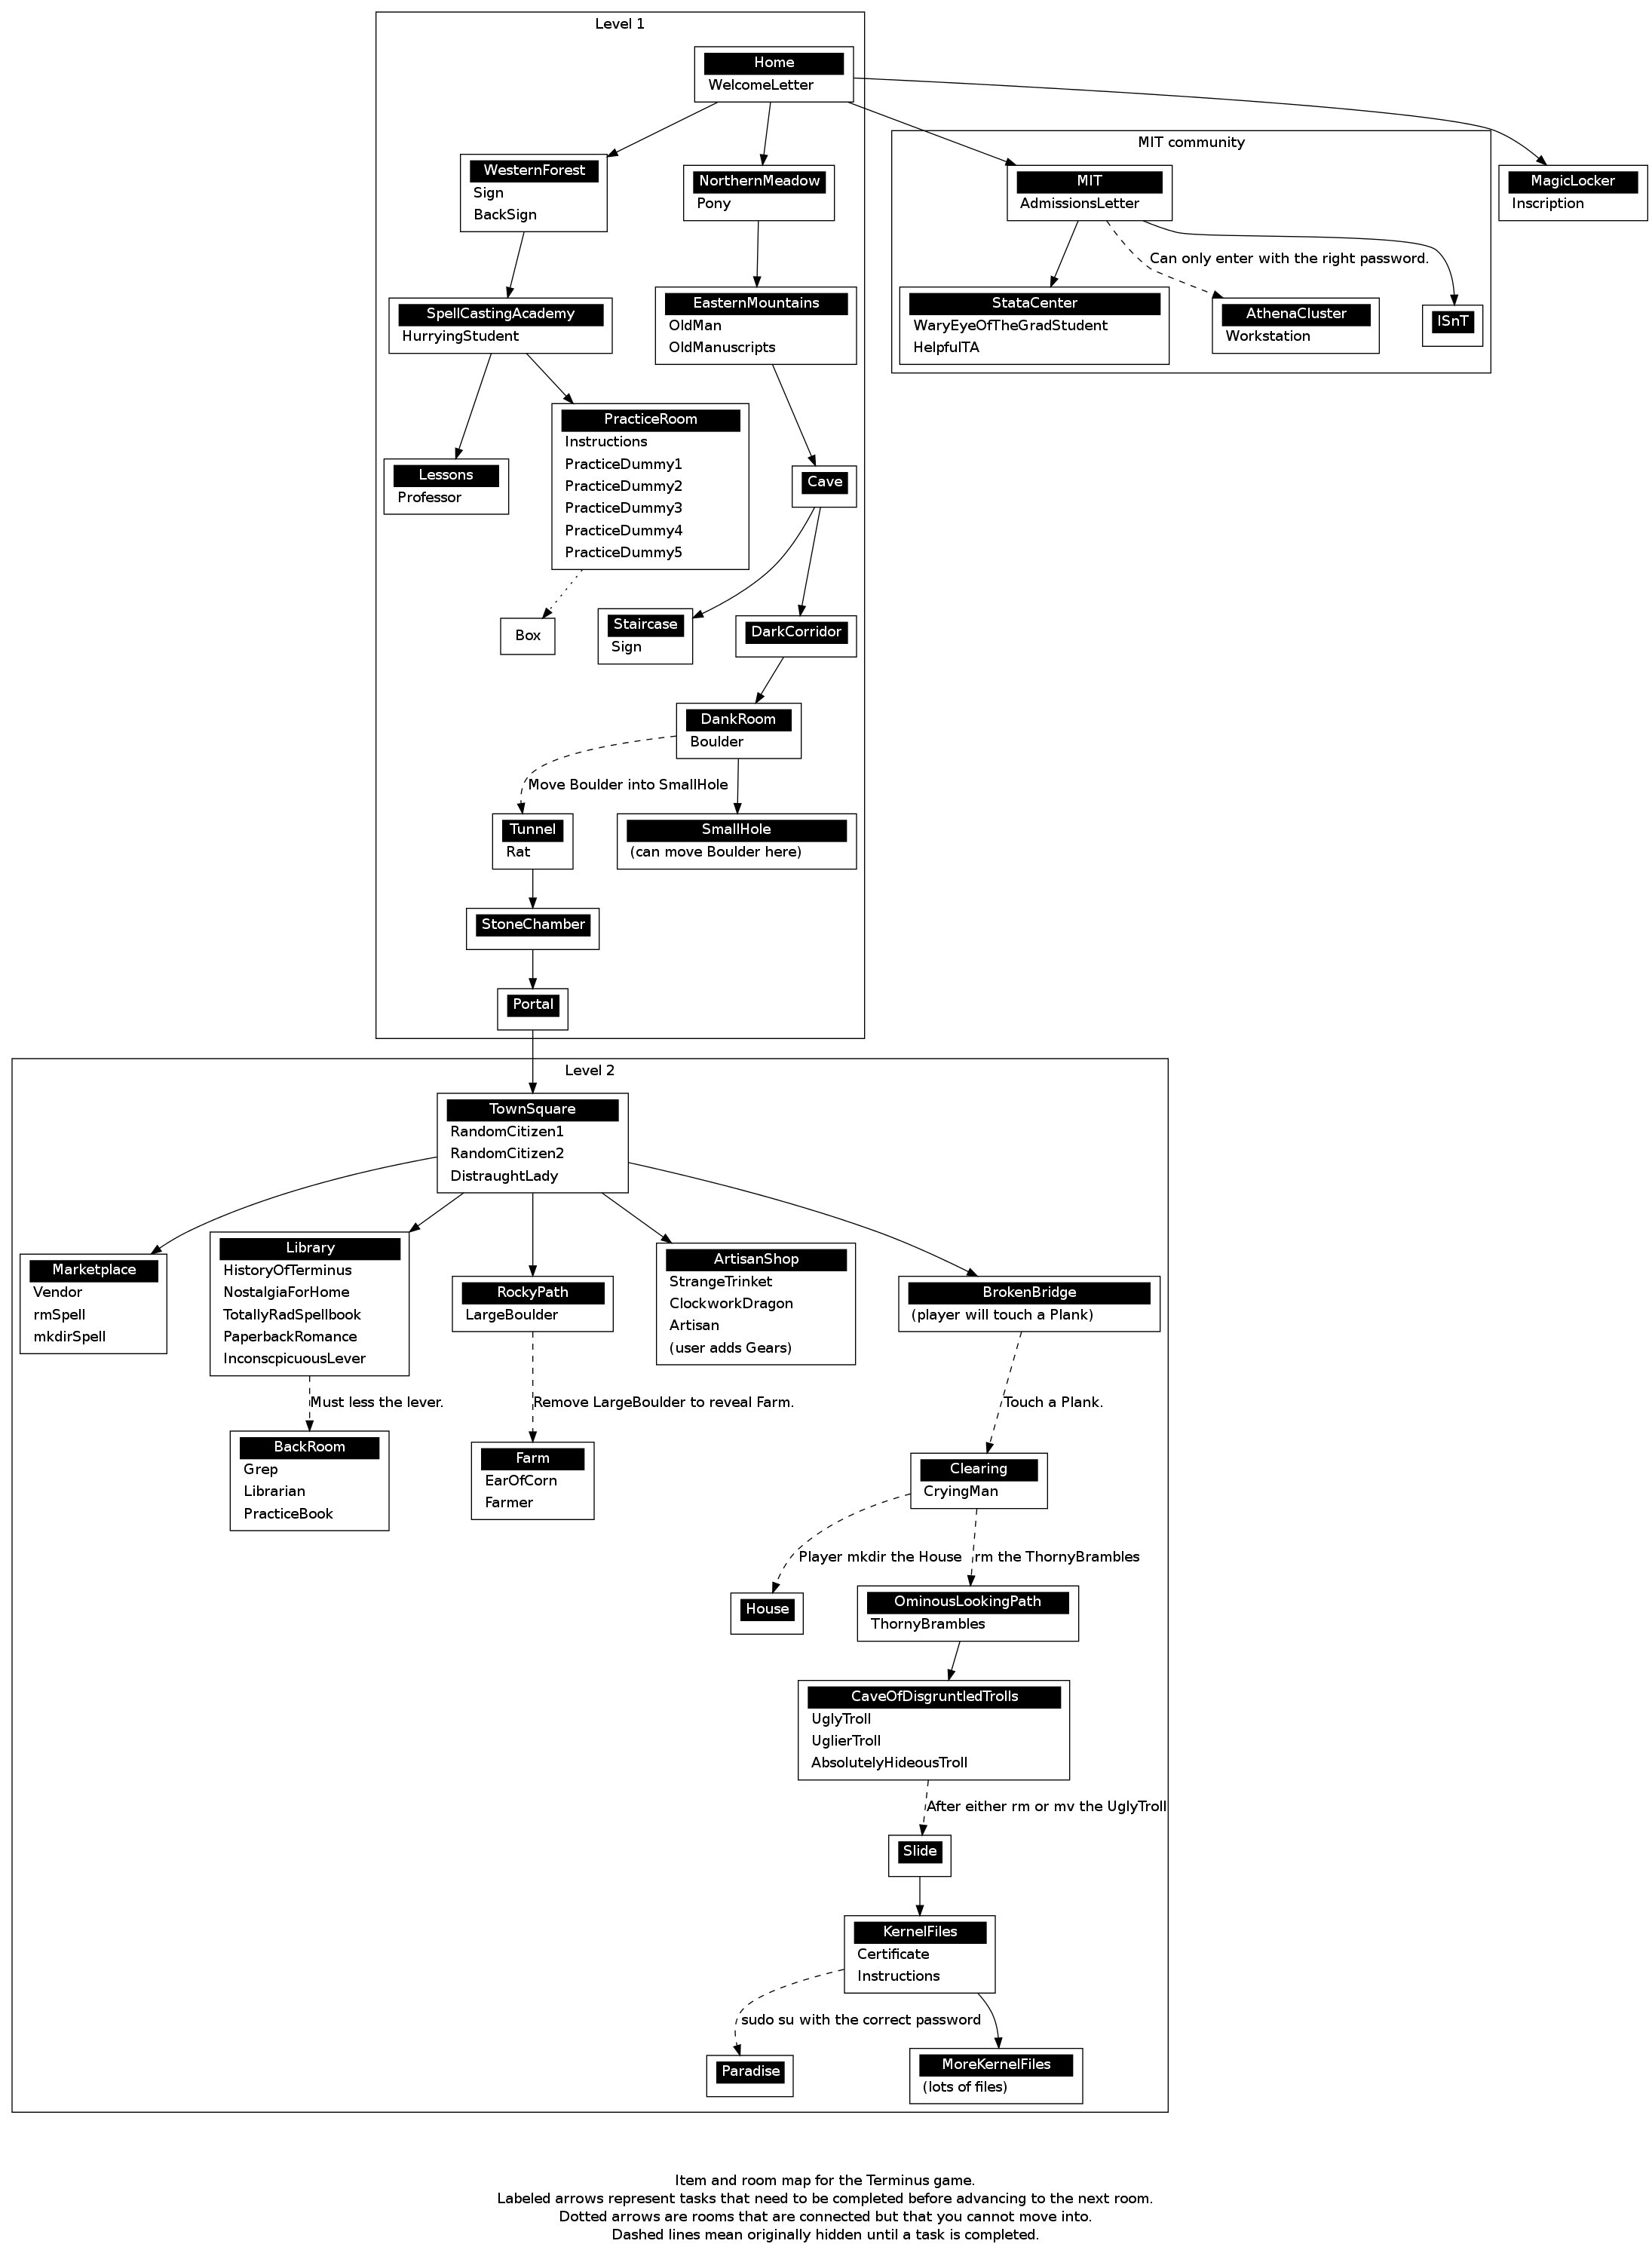 Level 1
Home
WelcomeLetter
MIT community
WesternForest
Sign
BackSign
NorthernMeadow
Pony
MIT
AdmissionsLetter
MagicLocker
Inscription
Can only enter with the right password.
SpellCastingAcademy
HurryingStudent
EasternMountains
OldMan
OldManuscripts
StataCenter
WaryEyeOfTheGradStudent
HelpfulTA
AthenaCluster
Workstation
ISnT
Lessons
Professor
PracticeRoom
Instructions
PracticeDummy1
PracticeDummy2
PracticeDummy3
PracticeDummy4
PracticeDummy5
Cave
Box
Staircase
Sign
DarkCorridor
DankRoom
Boulder
Move Boulder into SmallHole
Tunnel
Rat
SmallHole
(can move Boulder here)
StoneChamber
Portal
Level 2
TownSquare
RandomCitizen1
RandomCitizen2
DistraughtLady
Marketplace
Vendor
rmSpell
mkdirSpell
Library
HistoryOfTerminus
NostalgiaForHome
TotallyRadSpellbook
PaperbackRomance
InconscpicuousLever
RockyPath
LargeBoulder
ArtisanShop
StrangeTrinket
ClockworkDragon
Artisan
(user adds Gears)
BrokenBridge
(player will touch a Plank)
Must less the lever.
Remove LargeBoulder to reveal Farm.
Touch a Plank.
BackRoom
Grep
Librarian
PracticeBook
Farm
EarOfCorn
Farmer
Clearing
CryingMan
Player mkdir the House
rm the ThornyBrambles
House
OminousLookingPath
ThornyBrambles
CaveOfDisgruntledTrolls
UglyTroll
UglierTroll
AbsolutelyHideousTroll
After either rm or mv the UglyTroll
Slide
KernelFiles
Certificate
Instructions
sudo su with the correct password
Paradise
MoreKernelFiles
(lots of files)
Item and room map for the Terminus game.
Labeled arrows represent tasks that need to be completed before advancing to the next room.
Dotted arrows are rooms that are connected but that you cannot move into.
Dashed lines mean originally hidden until a task is completed.